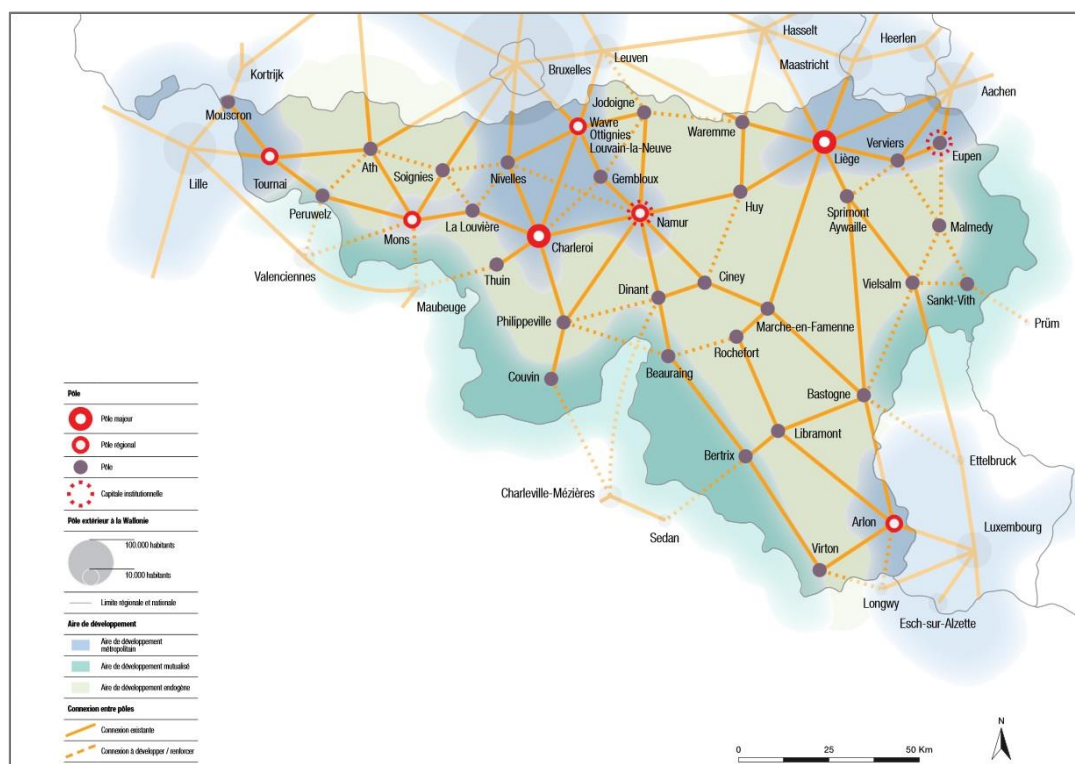 Hasselt
Heerlen
Leuven
Maastricht
Kortrijk
Bruxelles
Aachen
Jodoigne
Mouscron
Waremme
Wavre
Ottignies
Louvain-la-Neuve
Verviers
Liège
Eupen
Lille
Tournai
Ath
Soignies
Nivelles
Gembloux
Peruwelz
Huy
Sprimont
Aywaille
Mons
La Louvière
Namur
Malmedy
Charleroi
Valenciennes
Thuin
Ciney
Dinant
Vielsalm
Sankt-Vith
Maubeuge
Philippeville
Marche-en-Famenne
Prüm
Rochefort
Couvin
Beauraing
Bastogne
Libramont
Bertrix
Ettelbruck
Charleville-Mézières
Sedan
Arlon
Luxembourg
Virton
Longwy
Esch-sur-Alzette
Pôle
Pôle majeur
Pôle régional
Pôle
Capitale institutionnelle
Pôle extérieur à la Wallonie
100.000 habitants
10.000 habitants
Limite régionale et nationale
Aire de développement
Aire de développement
métropolitain
Aire de développement mutualisé
Aire de développement endogène
Connexion entre pôles
Connexion existante
Connexion à développer / renforcer
N
0 25 50 Km